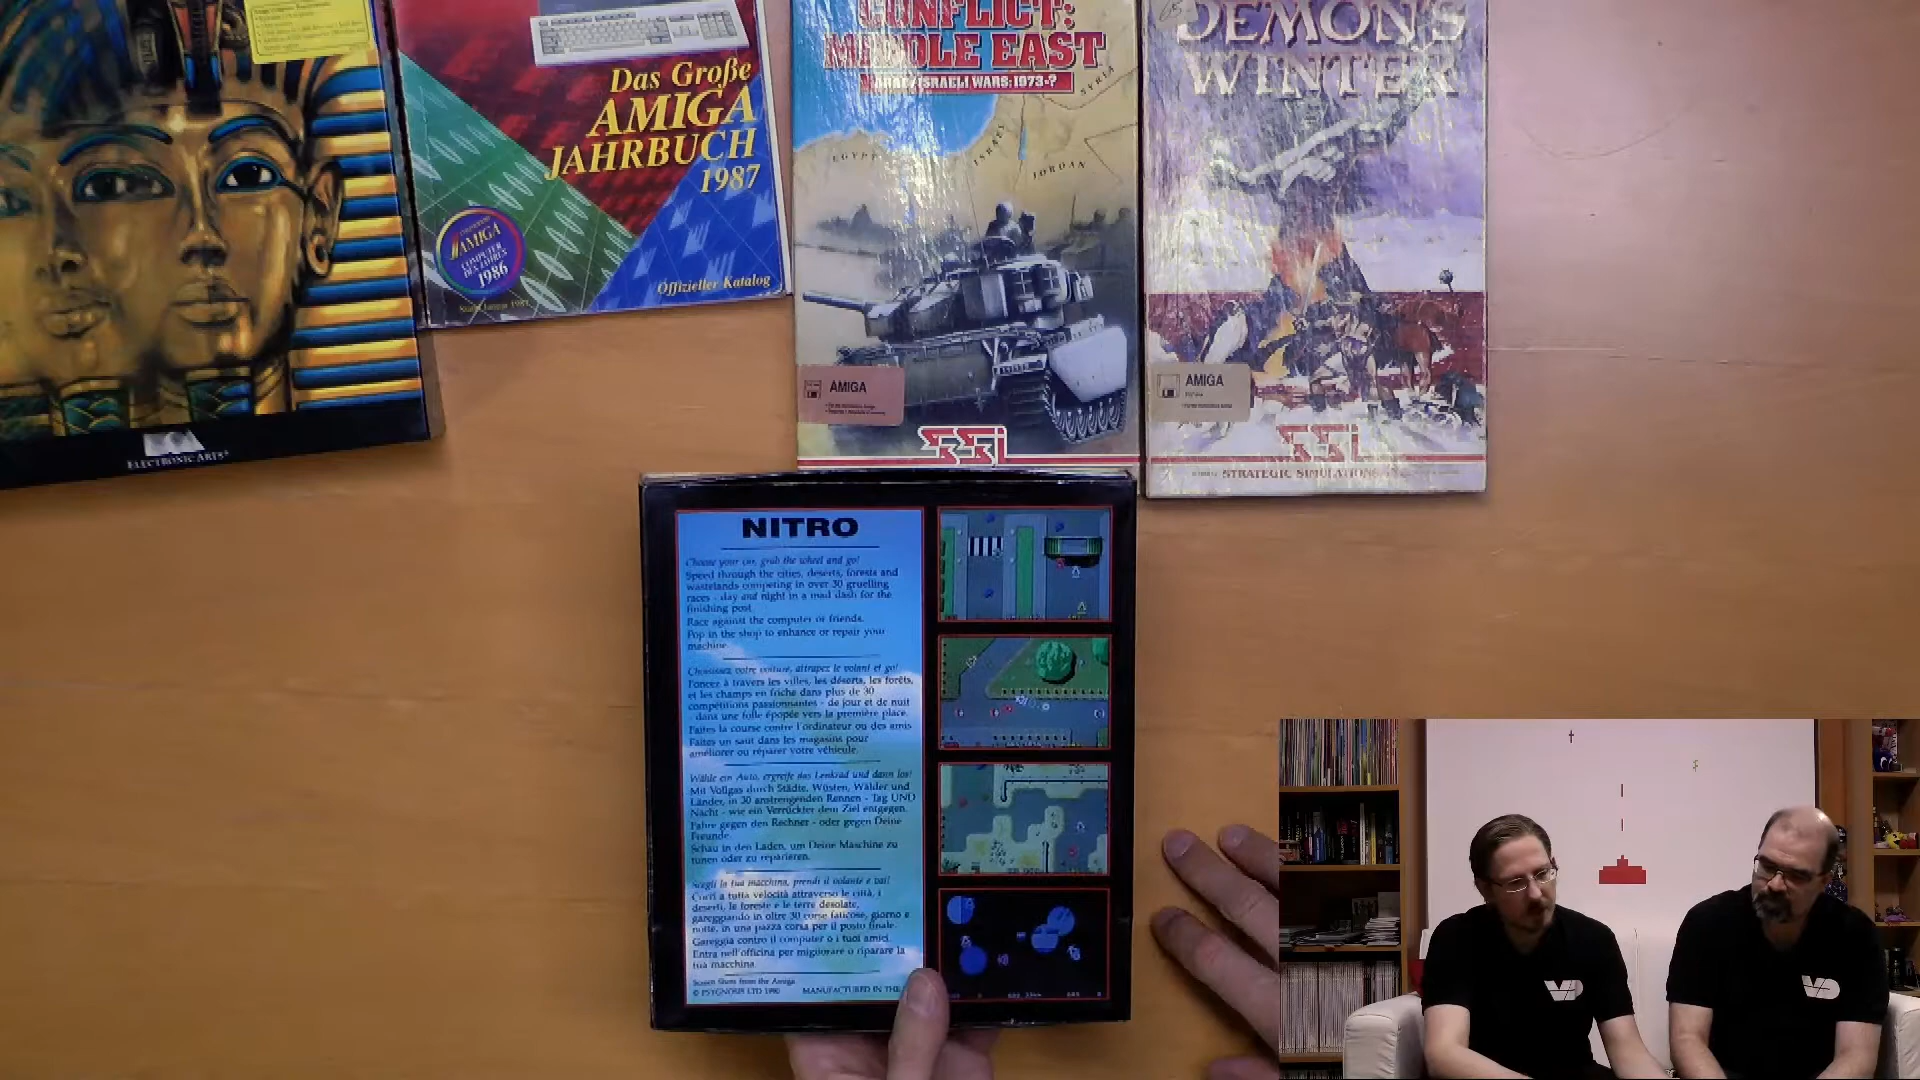 Das Große
AMIGA
JAHRBUCH
1987
AMIGA
COMPUTER
DES JAHRES
1986
Offizieller Katalog
ELECTRONIC ARTS
CONFLICT:
MIDDLE EAST
ARAB/ISRAELI WARS: 1973-?
SYRIA
EGYPT
ISRAEL
JORDAN
AMIGA
SSI
DEMON'S
WINTER
AMIGA
SSI
STRATEGIC SIMULATIONS
NITRO
Choose your car, grab the wheel and go!
Speed through the cities, deserts, forests and
wastelands competing in over 30 gruelling
races - day and night in a mad dash for the
finishing post.
Race against the computer or friends.
Pop in the shop to enhance or repair your
machine.
Choisissez votre voiture, attrapez le volant et go!
Foncez à travers les villes, les déserts, les forêts,
et les champs en friche dans plus de 30
compétitions passionnantes - de jour et de nuit
- dans une folle épopée vers la première place.
Faites la course contre l'ordinateur ou des amis
Faites un saut dans les magasins pour
améliorer ou réparer votre véhicule.
Wähle ein Auto, ergreife das Lenkrad und dann los!
Mit Vollgas durch Städte, Wüsten, Wälder und
Länder, in 30 anstrengenden Rennen - Tag UND
Nacht - wie ein Verrückter dem Ziel entgegen.
Fahre gegen den Rechner - oder gegen Deine
Freunde.
Schau in den Laden, um Deine Maschine zu
tunen oder zu reparieren.
Scegli la tua macchina, prendi il volante e vai!
Corri a tutta velocità attraverso le città, i
deserti, le foreste e le terre desolate,
gareggiando in oltre 30 corse faticose, giorno e
notte, in una pazza corsa per il posto finale.
Gareggia contro il computer o i tuoi amici.
Entra nell'officina per migliorare o riparare la
tua macchina.
Screen Shots from the Amiga
© PSYGNOSIS LTD 1990 MANUFACTURED IN THE